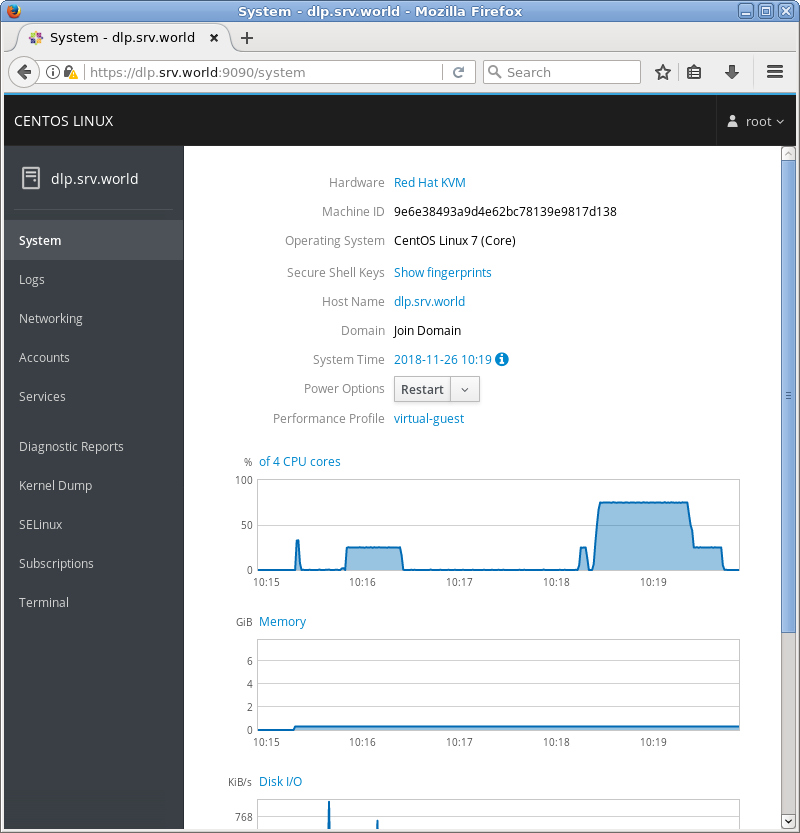 System - dlp.srv.world - Mozilla Firefox
System - dlp.srv.world
https://dlp.srv.world:9090/system
Search
CENTOS LINUX
root
dlp.srv.world
System
Logs
Networking
Accounts
Services
Diagnostic Reports
Kernel Dump
SELinux
Subscriptions
Terminal
Hardware Red Hat KVM
Machine ID 9e6e38493a9d4e62bc78139e9817d138
Operating System CentOS Linux 7 (Core)
Secure Shell Keys Show fingerprints
Host Name dlp.srv.world
Domain Join Domain
System Time 2018-11-26 10:19
Power Options Restart
Performance Profile virtual-guest
% of 4 CPU cores
100
50
0
10:15 10:16 10:17 10:18 10:19
GiB Memory
6
4
2
0
10:15 10:16 10:17 10:18 10:19
KiB/s Disk I/O
768